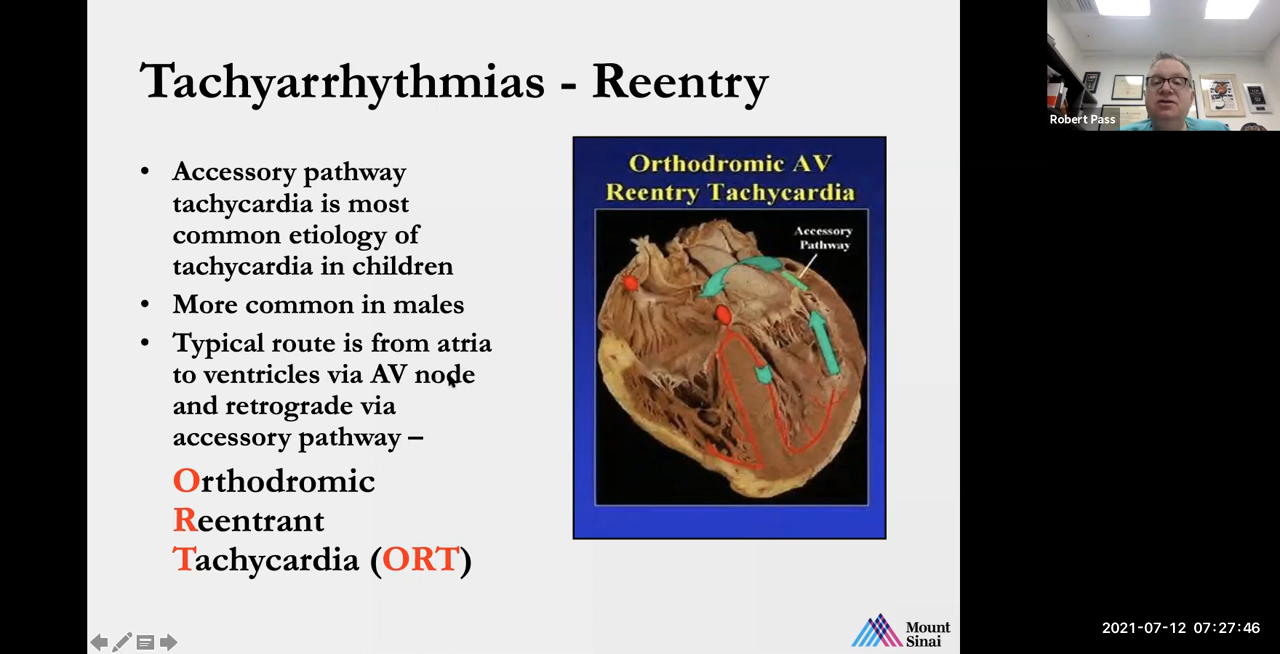 Tachyarrhythmias - Reentry
• Accessory pathway
tachycardia is most
common etiology of
tachycardia in children
• More common in males
• Typical route is from atria
to ventricles via AV node
and retrograde via
accessory pathway –
Orthodromic
Reentrant
Tachycardia (ORT)
Orthodromic AV
Reentry Tachycardia
Accessory
Pathway
Mount
Sinai
Robert Pass
2021-07-12 07:27:46